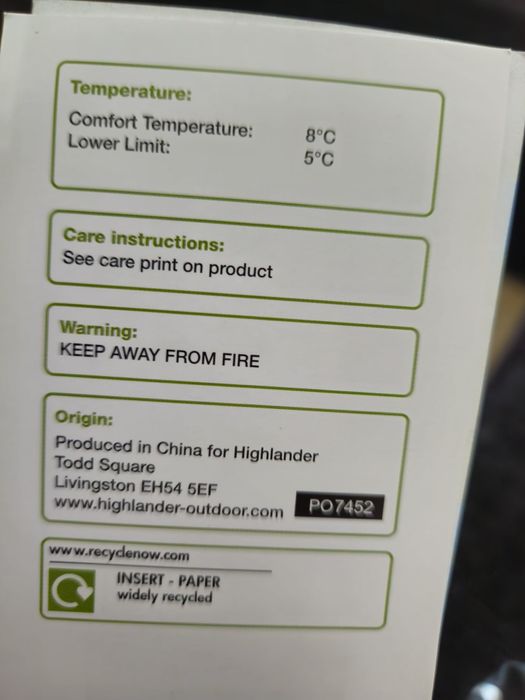 Temperature:
Comfort Temperature: 8°C
Lower Limit: 5°C
Care instructions:
See care print on product
Warning:
KEEP AWAY FROM FIRE
Origin:
Produced in China for Highlander
Todd Square
Livingston EH54 5EF
www.highlander-outdoor.com PO7452
www.recyclenow.com
INSERT - PAPER
widely recycled